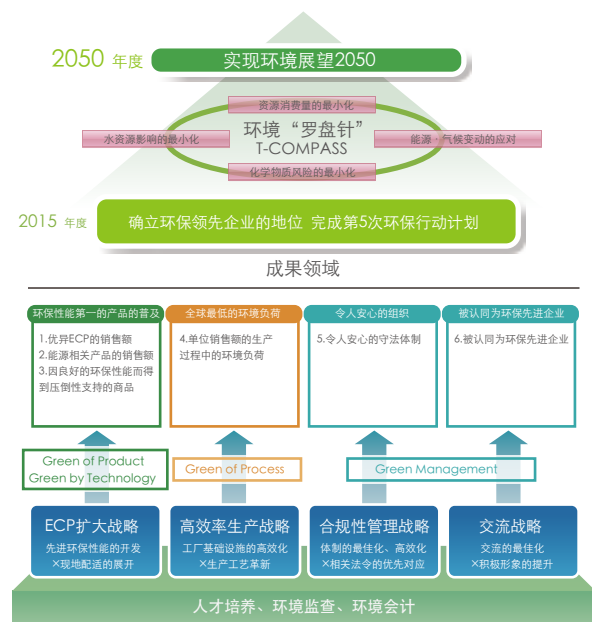 2050 年度
实现环境展望2050
资源消费量的最小化
水资源影响的最小化
环境“罗盘针”
T-COMPASS
能源·气候变动的应对
化学物质风险的最小化
2015 年度
确立环保领先企业的地位 完成第5次环保行动计划
成果领域
环保性能第一的产品的普及
1.优异ECP的销售额
2.能源相关产品的销售额
3.因良好的环保性能而得
到压倒性支持的商品
全球最低的环境负荷
4.单位销售额的生产
过程中的环境负荷
令人安心的组织
5.令人安心的守法体制
被认同为环保先进企业
6.被认同为环保先进企业
Green of Product
Green by Technology
Green of Process
Green Management
ECP扩大战略
先进环保性能的开发
×现地配适的展开
高效率生产战略
工厂基础设施的高效化
×生产工艺革新
合规性管理战略
体制的最佳化、高效化
×相关法令的优先对应
交流战略
交流的最佳化
×积极形象的提升
人才培养、环境监查、环境会计